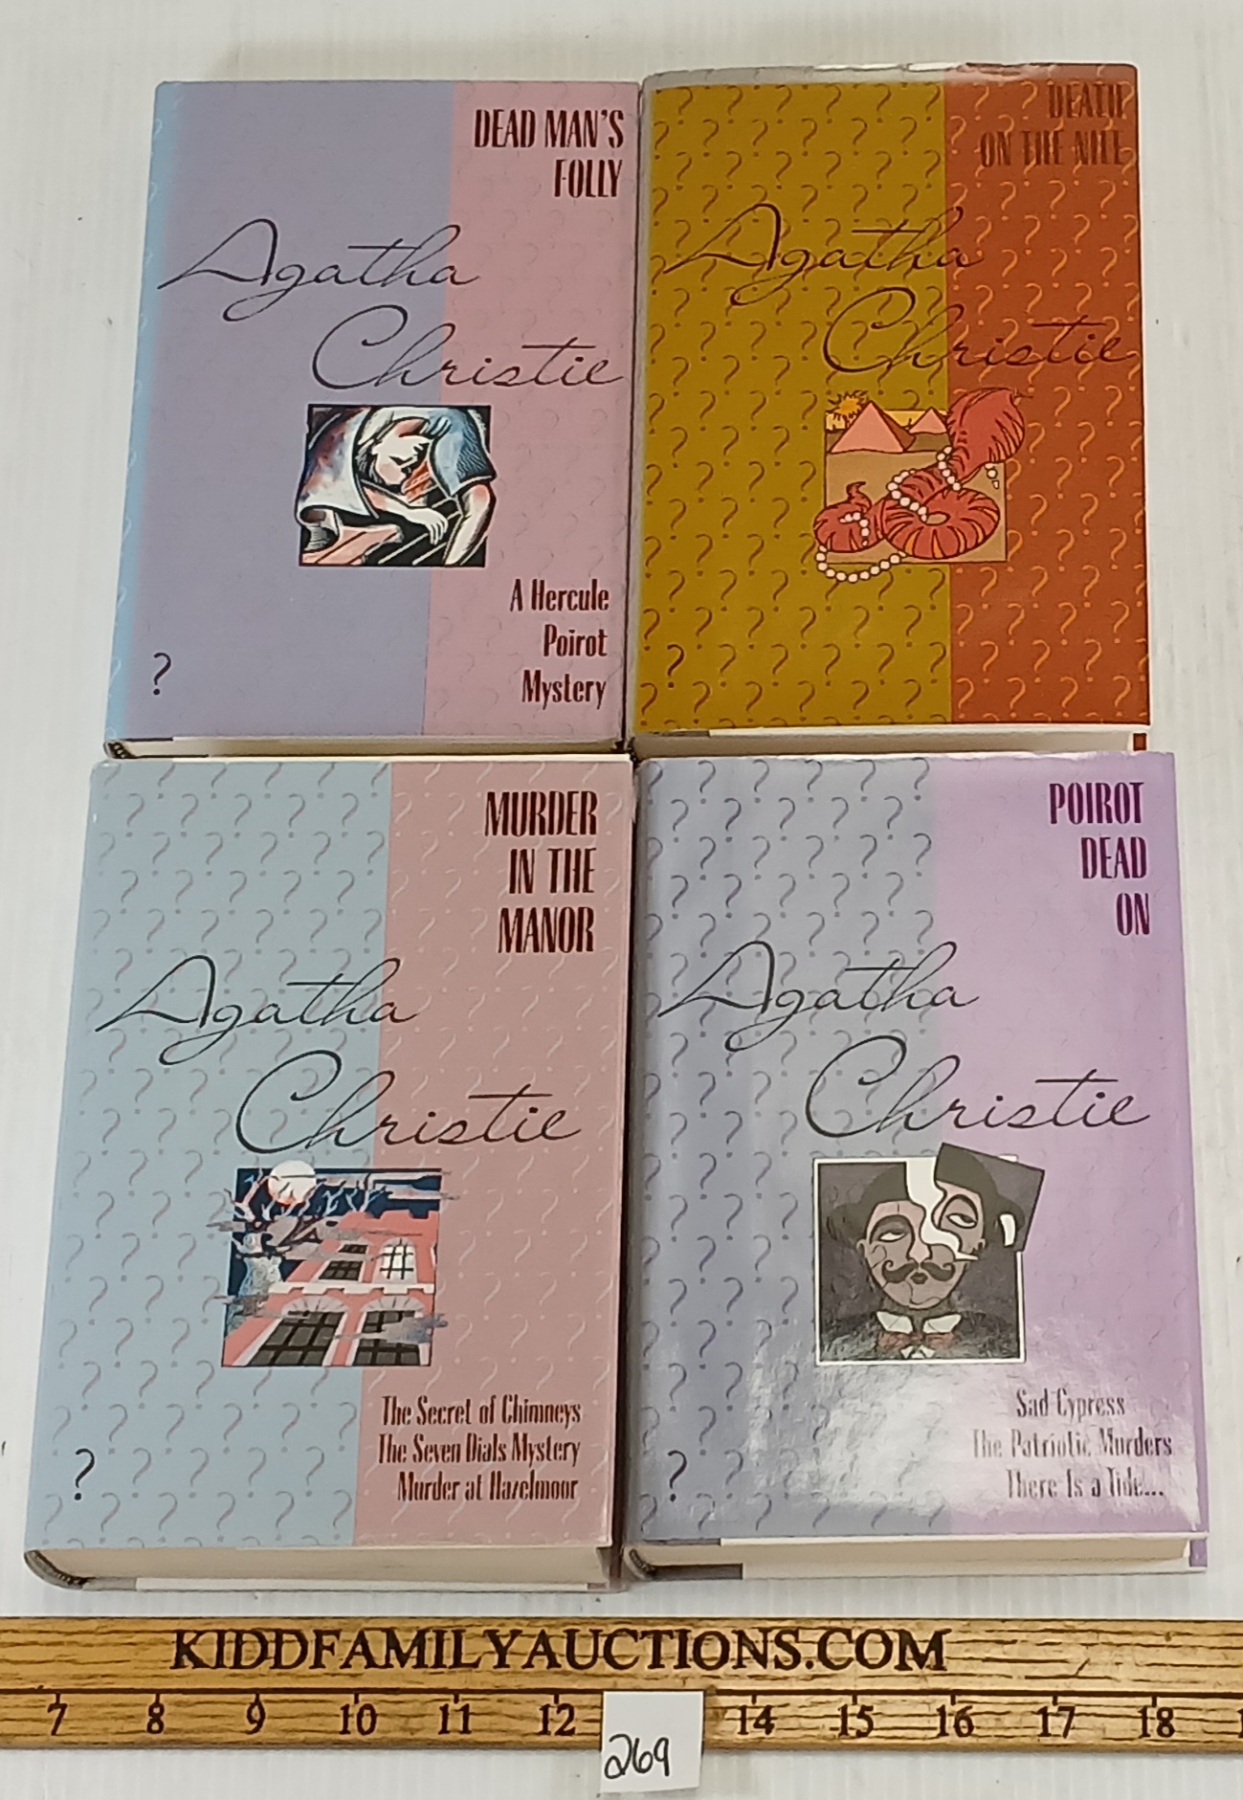 DEAD MAN'S
FOLLY
Agatha
Christie
A Hercule
Poirot
Mystery
?
DEATH
ON THE NILE
Agatha
Christie
MURDER
IN THE
MANOR
Agatha
Christie
The Secret of Chimneys
The Seven Dials Mystery
Murder at Hazelmoor
?
POIROT
DEAD
ON
Agatha
Christie
Sad Cypress
The Patriotic Murders
There Is a Tide...
?
KIDDFAMILYAUCTIONS.COM
7 8 9 10 11 12 14 15 16 17 18
269